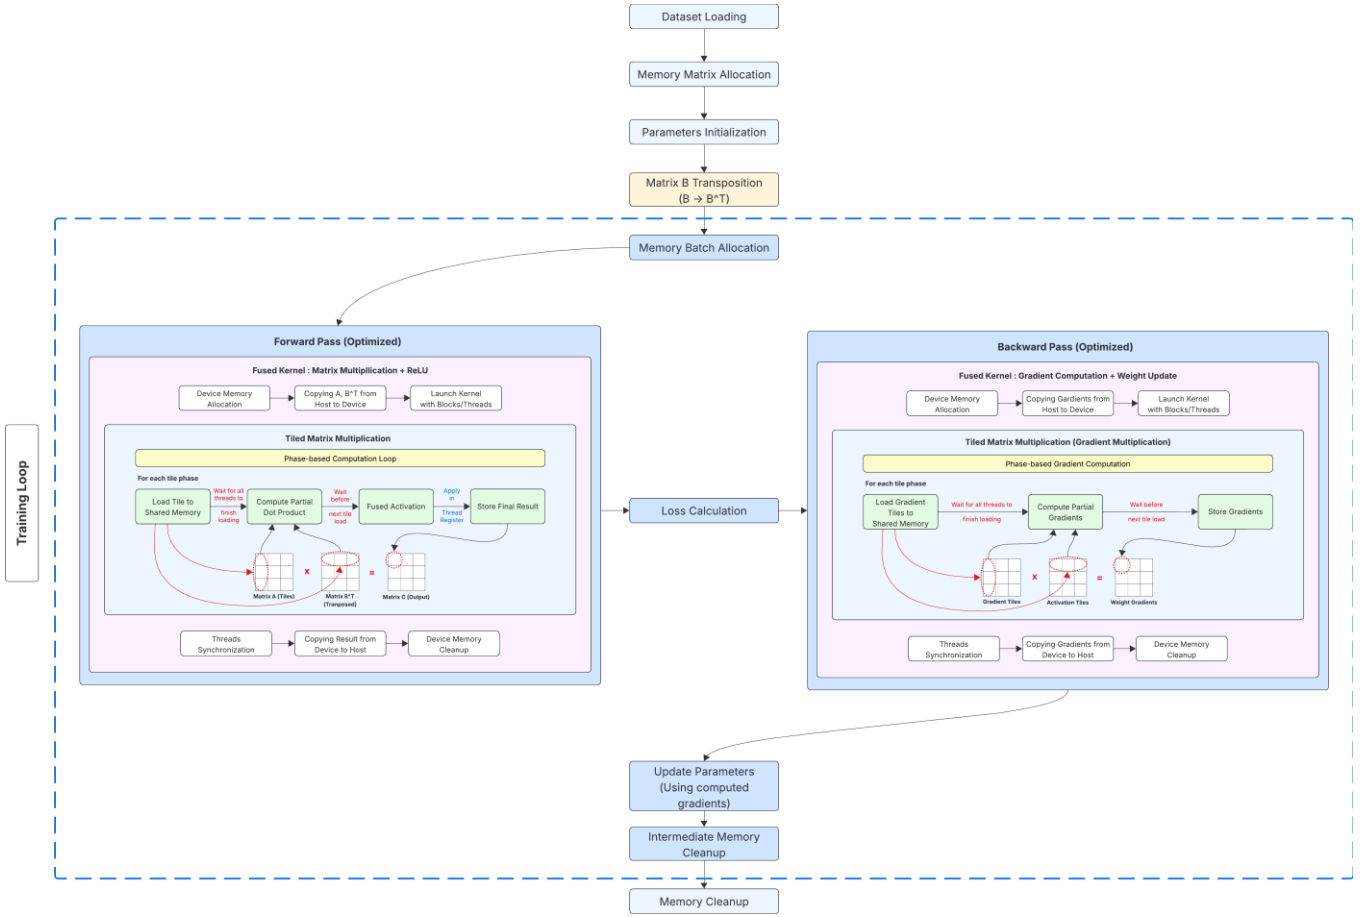 Dataset Loading
Memory Matrix Allocation
Parameters Initialization
Matrix B Transposition
(B → B^T)
Memory Batch Allocation
Training Loop
Forward Pass (Optimized)
Fused Kernel : Matrix Multipllication + ReLU
Device Memory
Allocation
Copying A, B^T from
Host to Device
Launch Kernel
with Blocks/Threads
Tiled Matrix Multiplication
Phase-based Computation Loop
For each tile phase
Load Tile to
Shared Memory
Wait for all
threads to
finish
loading
Compute Partial
Dot Product
Wait
before
next tile
load
Fused Activation
Apply
in
Thread
Register
Store Final Result
x
=
Matrix A (Tiles)
Matrix B^T
(Tranposed)
Matrix C (Output)
Threads
Synchronization
Copying Result from
Device to Host
Device Memory
Cleanup
Loss Calculation
Backward Pass (Optimized)
Fused Kernel : Gradient Computation + Weight Update
Device Memory
Allocation
Copying Gardients from
Host to Device
Launch Kernel
with Blocks/Threads
Tiled Matrix Multiplication (Gradient Multiplication)
Phase-based Gradient Computation
For each tile phase
Load Gradient
Tiles to
Shared Memory
Wait for all threads to
finish loading
Compute Partial
Gradients
Wait before
next tile load
Store Gradients
x
=
Gradient Tiles
Activation Tiles
Weight Gradients
Threads
Synchronization
Copying Gradients from
Device to Host
Device Memory
Cleanup
Update Parameters
(Using computed
gradients)
Intermediate Memory
Cleanup
Memory Cleanup